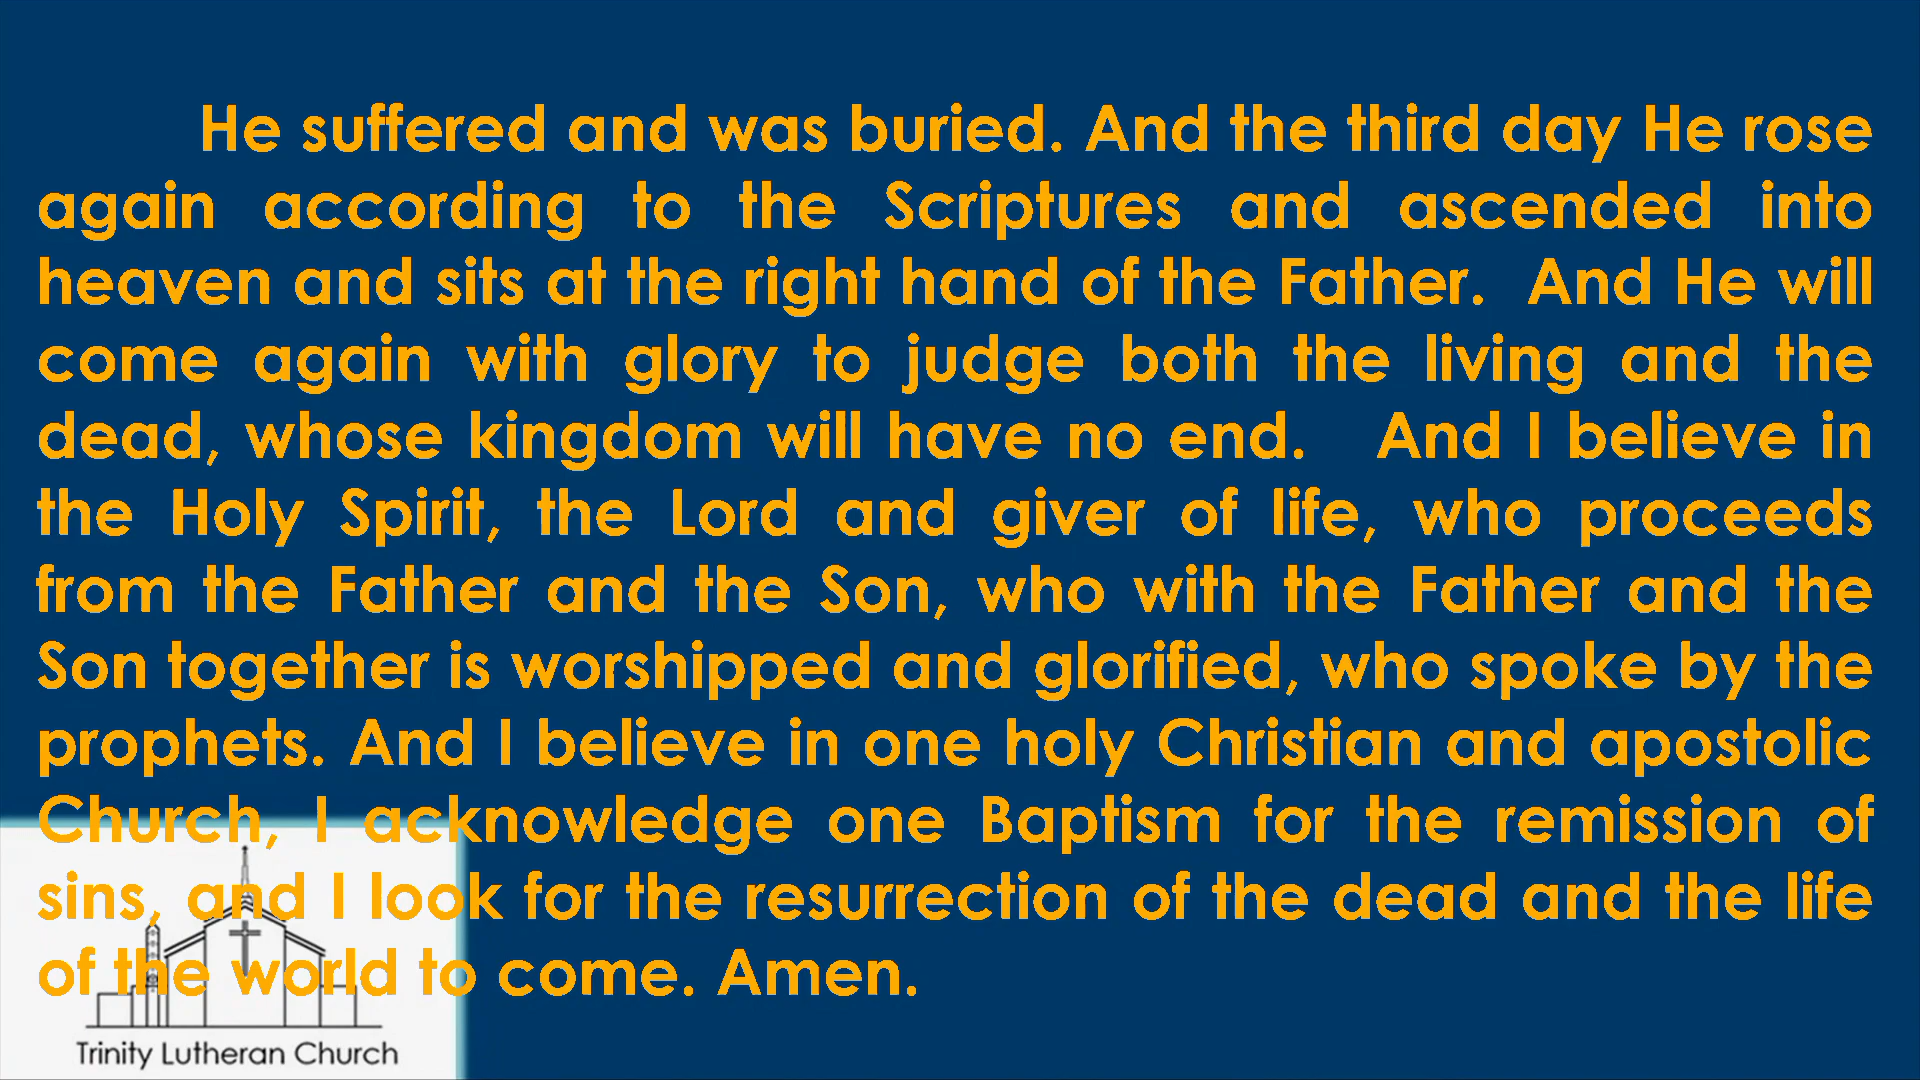 He suffered and was buried. And the third day He rose
again according to the Scriptures and ascended into
heaven and sits at the right hand of the Father.  And He will
come again with glory to judge both the living and the
dead, whose kingdom will have no end.   And I believe in
the Holy Spirit, the Lord and giver of life, who proceeds
from the Father and the Son, who with the Father and the
Son together is worshipped and glorified, who spoke by the
prophets. And I believe in one holy Christian and apostolic
Church, I acknowledge one Baptism for the remission of
sins, and I look for the resurrection of the dead and the life
of the world to come. Amen.
Trinity Lutheran Church